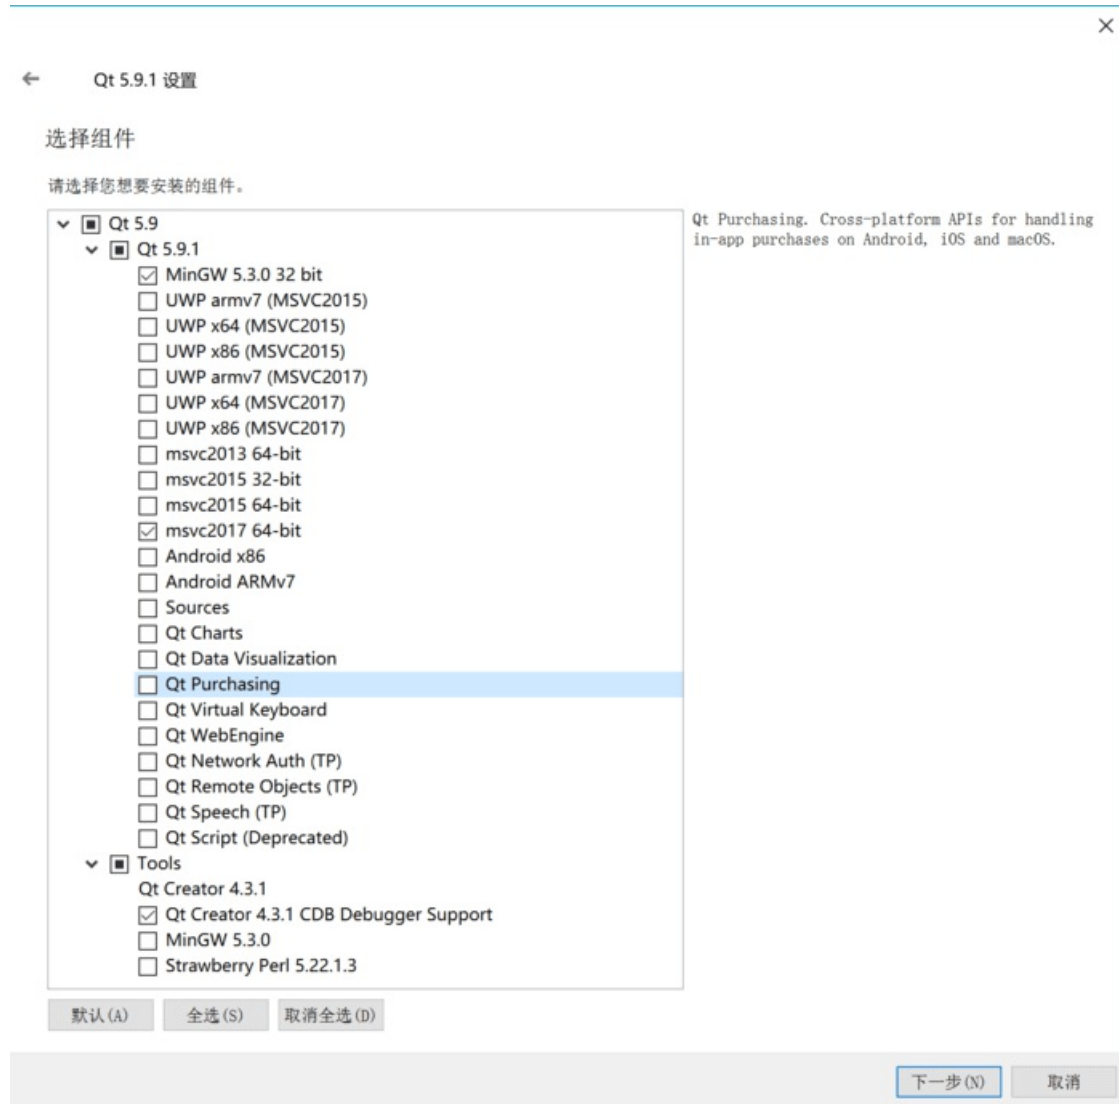 Qt 5.9.1 设置
选择组件
请选择您想要安装的组件。
Qt 5.9
Qt 5.9.1
MinGW 5.3.0 32 bit
UWP armv7 (MSVC2015)
UWP x64 (MSVC2015)
UWP x86 (MSVC2015)
UWP armv7 (MSVC2017)
UWP x64 (MSVC2017)
UWP x86 (MSVC2017)
msvc2013 64-bit
msvc2015 32-bit
msvc2015 64-bit
msvc2017 64-bit
Android x86
Android ARMv7
Sources
Qt Charts
Qt Data Visualization
Qt Purchasing
Qt Virtual Keyboard
Qt WebEngine
Qt Network Auth (TP)
Qt Remote Objects (TP)
Qt Speech (TP)
Qt Script (Deprecated)
Tools
Qt Creator 4.3.1
Qt Creator 4.3.1 CDB Debugger Support
MinGW 5.3.0
Strawberry Perl 5.22.1.3
Qt Purchasing. Cross-platform APIs for handling
in-app purchases on Android, iOS and macOS.
默认(A) 全选(S) 取消全选(D)
下一步(N) 取消